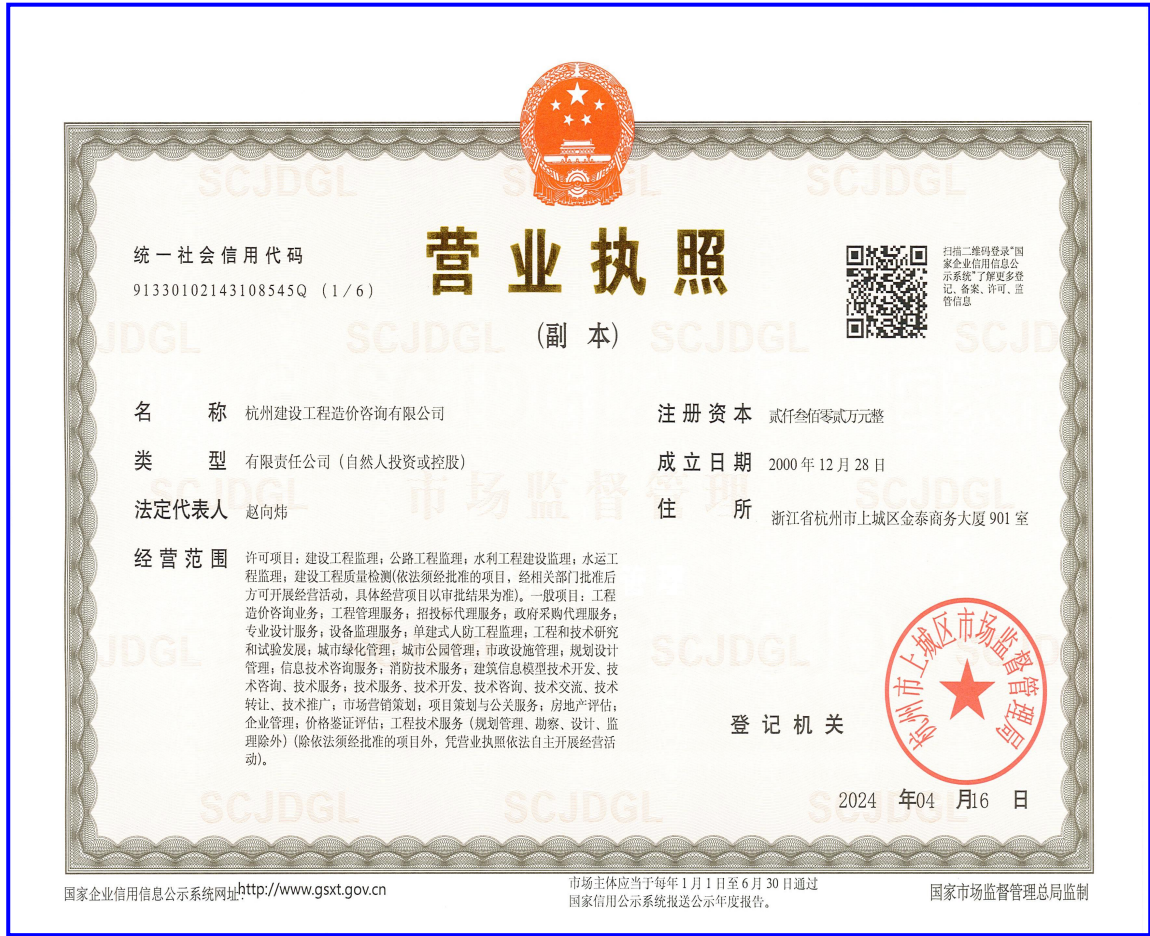 营业执照
(副 本)
统一社会信用代码
91330102143108545Q (1/6)
扫描二维码登录“国
家企业信用信息公
示系统”了解更多登
记、备案、许可、监
管信息
名 称 杭州建设工程造价咨询有限公司
类 型 有限责任公司（自然人投资或控股）
法定代表人 赵向炜
经营范围 许可项目：建设工程监理；公路工程监理；水利工程建设监理；水运工
程监理；建设工程质量检测(依法须经批准的项目，经相关部门批准后
方可开展经营活动，具体经营项目以审批结果为准)。一般项目：工程
造价咨询业务；工程管理服务；招投标代理服务；政府采购代理服务；
专业设计服务；设备监理服务；单建式人防工程监理；工程和技术研究
和试验发展；城市绿化管理；城市公园管理；市政设施管理；规划设计
管理；信息技术咨询服务；消防技术服务；建筑信息模型技术开发、技
术咨询、技术服务；技术服务、技术开发、技术咨询、技术交流、技术
转让、技术推广；市场营销策划；项目策划与公关服务；房地产评估；
企业管理；价格鉴证评估；工程技术服务（规划管理、勘察、设计、监
理除外）(除依法须经批准的项目外，凭营业执照依法自主开展经营活
动)。
注册资本 贰仟叁佰零贰万元整
成立日期 2000 年 12 月 28 日
住 所 浙江省杭州市上城区金泰商务大厦 901 室
登记机关
杭州市上城区市场监督管理局
2024 年04 月16 日
国家企业信用信息公示系统网址:http://www.gsxt.gov.cn
市场主体应当于每年 1 月 1 日至 6 月 30 日通过
国家信用公示系统报送公示年度报告。
国家市场监督管理总局监制
SCJDGL
市场监督管理